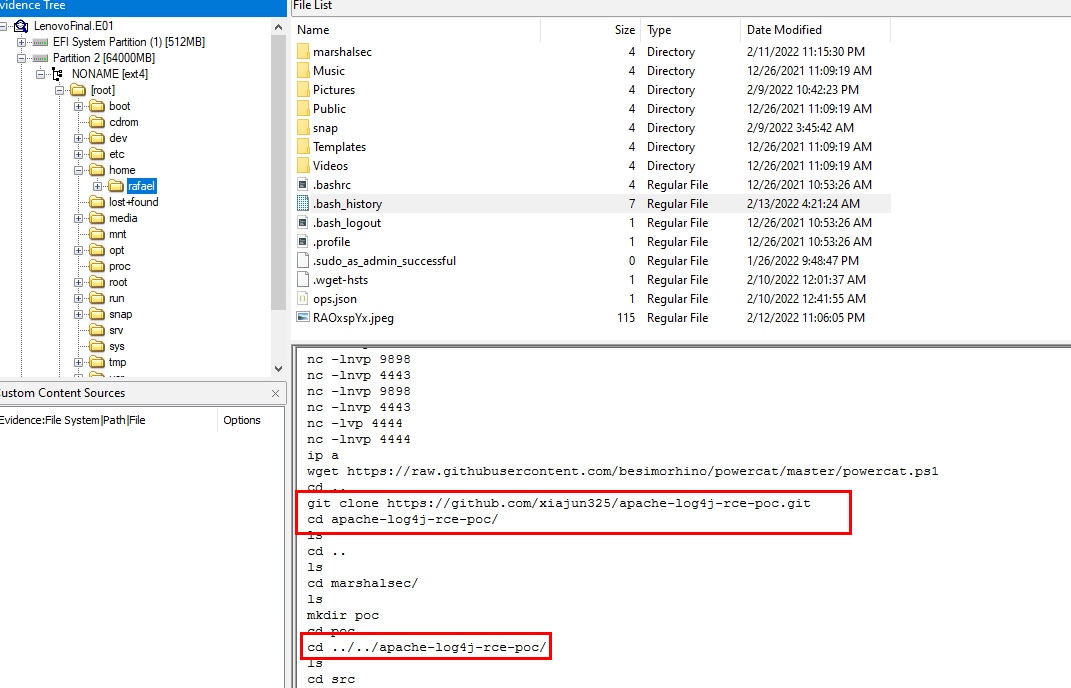 vidence Tree
LenovoFinal.E01
EFI System Partition (1) [512MB]
Partition 2 [64000MB]
NONAME [ext4]
[root]
boot
cdrom
dev
etc
home
rafael
lost+found
media
mnt
opt
proc
root
run
snap
srv
sys
tmp
ustom Content Sources
Evidence:File System|Path|File Options
File List
Name Size Type Date Modified
marshalsec 4 Directory 2/11/2022 11:15:30 PM
Music 4 Directory 12/26/2021 11:09:19 AM
Pictures 4 Directory 2/9/2022 10:42:23 PM
Public 4 Directory 12/26/2021 11:09:19 AM
snap 4 Directory 2/9/2022 3:45:42 AM
Templates 4 Directory 12/26/2021 11:09:19 AM
Videos 4 Directory 12/26/2021 11:09:19 AM
.bashrc 4 Regular File 12/26/2021 10:53:26 AM
.bash_history 7 Regular File 2/13/2022 4:21:24 AM
.bash_logout 1 Regular File 12/26/2021 10:53:26 AM
.profile 1 Regular File 12/26/2021 10:53:26 AM
.sudo_as_admin_successful 0 Regular File 1/26/2022 9:48:47 PM
.wget-hsts 1 Regular File 2/10/2022 12:01:37 AM
ops.json 1 Regular File 2/10/2022 12:41:55 AM
RAOxspYx.jpeg 115 Regular File 2/12/2022 11:06:05 PM
nc -lnvp 9898
nc -lnvp 4443
nc -lnvp 9898
nc -lnvp 4443
nc -lvp 4444
nc -lnvp 4444
ip a
wget https://raw.githubusercontent.com/besimorhino/powercat/master/powercat.ps1
cd ..
git clone https://github.com/xiajun325/apache-log4j-rce-poc.git
cd apache-log4j-rce-poc/
ls
cd ..
ls
cd marshalsec/
ls
mkdir poc
cd poc
cd ../../apache-log4j-rce-poc/
ls
cd src